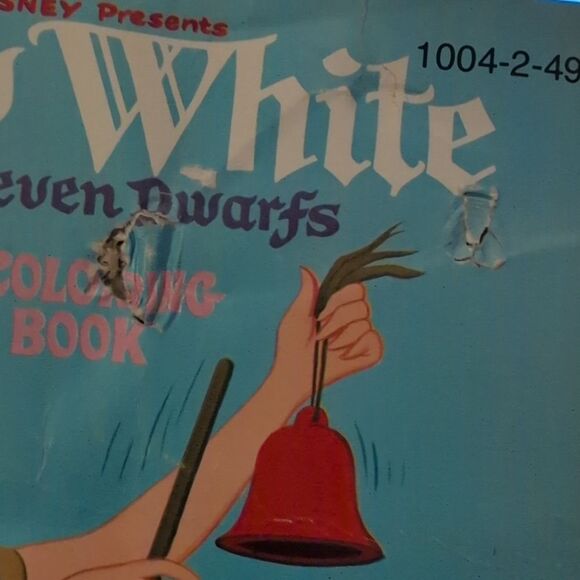 SNEY Presents
White
1004-2-49
even Dwarfs
COLORING
BOOK